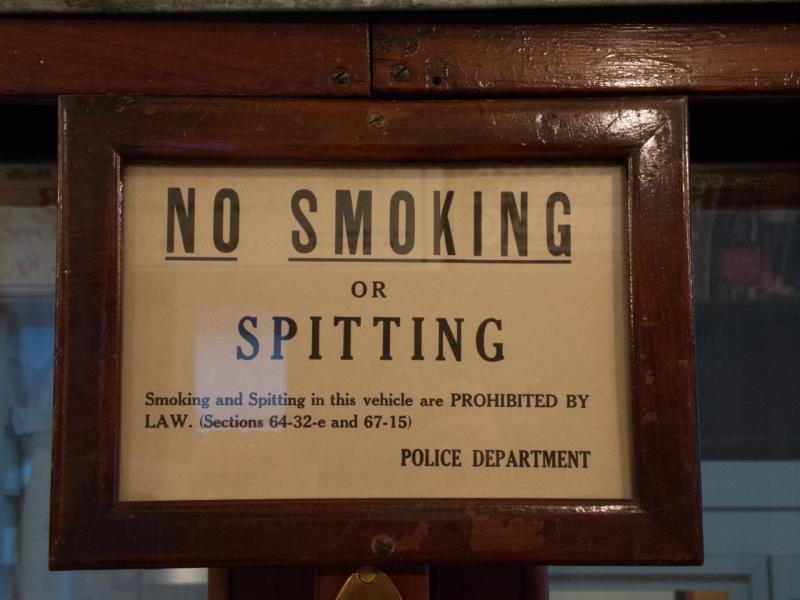 NO SMOKING
OR
SPITTING
Smoking and Spitting in this vehicle are PROHIBITED BY
LAW. (Sections 64-32-e and 67-15)
POLICE DEPARTMENT